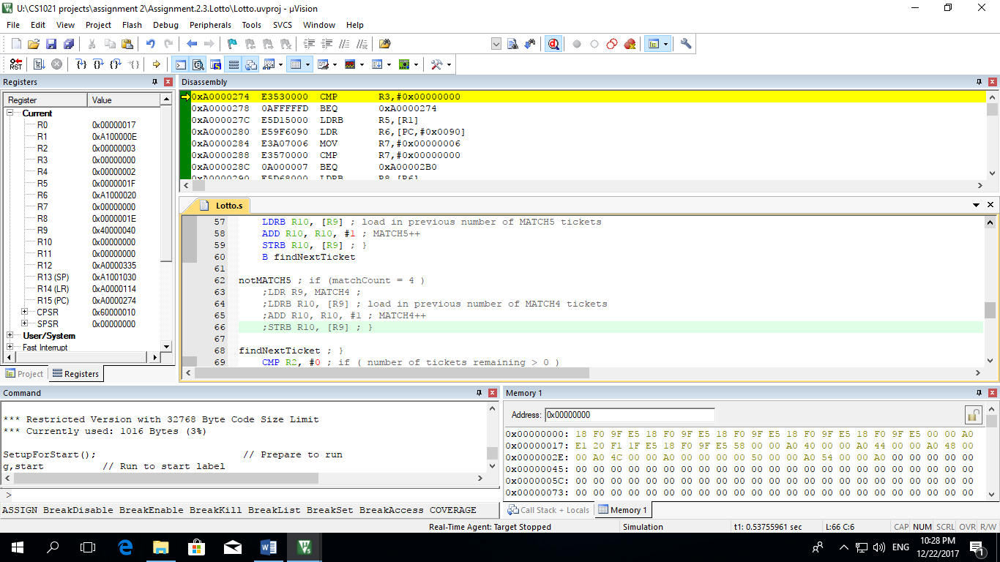 U:\CS1021 projects\assignment 2\Assignment.2.3.Lotto\Lotto.uvproj - µVision
File Edit View Project Flash Debug Peripherals Tools SVCS Window Help
Registers
Register Value
Current
R0 0x00000017
R1 0xA100000E
R2 0x00000003
R3 0x00000000
R4 0x00000002
R5 0x0000001F
R6 0xA1000020
R7 0x00000000
R8 0x0000001E
R9 0x40000040
R10 0x00000000
R11 0x00000000
R12 0xA0000335
R13 (SP) 0xA1001030
R14 (LR) 0xA0000114
R15 (PC) 0xA0000274
CPSR 0x60000010
SPSR 0x00000000
User/System
Fast Interrupt
Project Registers
Disassembly
0xA0000274 E3530000 CMP R3,#0x00000000
0xA0000278 0AFFFFFD BEQ 0xA0000274
0xA000027C E5D15000 LDRB R5,[R1]
0xA0000280 E59F6090 LDR R6,[PC,#0x0090]
0xA0000284 E3A07006 MOV R7,#0x00000006
0xA0000288 E3570000 CMP R7,#0x00000000
0xA000028C 0A000007 BEQ 0xA00002B0
0xA0000290 E5D68000 LDRB R8,[R6]
Lotto.s
57 LDRB R10, [R9] ; load in previous number of MATCH5 tickets
58 ADD R10, R10, #1 ; MATCH5++
59 STRB R10, [R9] ; }
60 B findNextTicket
61
62 notMATCH5 ; if (matchCount = 4 )
63 ;LDR R9, MATCH4 ;
64 ;LDRB R10, [R9] ; load in previous number of MATCH4 tickets
65 ;ADD R10, R10, #1 ; MATCH4++
66 ;STRB R10, [R9] ; }
67
68 findNextTicket ; }
69 CMP R2, #0 ; if ( number of tickets remaining > 0 )
Command
*** Restricted Version with 32768 Byte Code Size Limit
*** Currently used: 1016 Bytes (3%)
SetupForStart(); // Prepare to run
g,start // Run to start label
>
ASSIGN BreakDisable BreakEnable BreakKill BreakList BreakSet BreakAccess COVERAGE
Memory 1
Address: 0x00000000
0x00000000: 18 F0 9F E5 18 F0 9F E5 18 F0 9F E5 18 F0 9F E5 18 F0 9F E5 00 00 A0
0x00000017: E1 20 F1 1F E5 18 F0 9F E5 58 00 00 A0 40 00 00 A0 44 00 00 A0 48 00
0x0000002E: 00 A0 4C 00 00 A0 00 00 00 00 50 00 00 A0 54 00 00 A0 00 00 00 00 00
0x00000045: 00 00 00 00 00 00 00 00 00 00 00 00 00 00 00 00 00 00 00 00 00 00 00
0x0000005C: 00 00 00 00 00 00 00 00 00 00 00 00 00 00 00 00 00 00 00 00 00 00 00
0x00000073: 00 00 00 00 00 00 00 00 00 00 00 00 00 00 00 00 00 00 00 00 00 00 00
Call Stack + Locals Memory 1
Real-Time Agent: Target Stopped Simulation t1: 0.53755961 sec L:66 C:6 CAP NUM SCRL OVR R/W
ENG
10:28 PM
12/22/2017
1